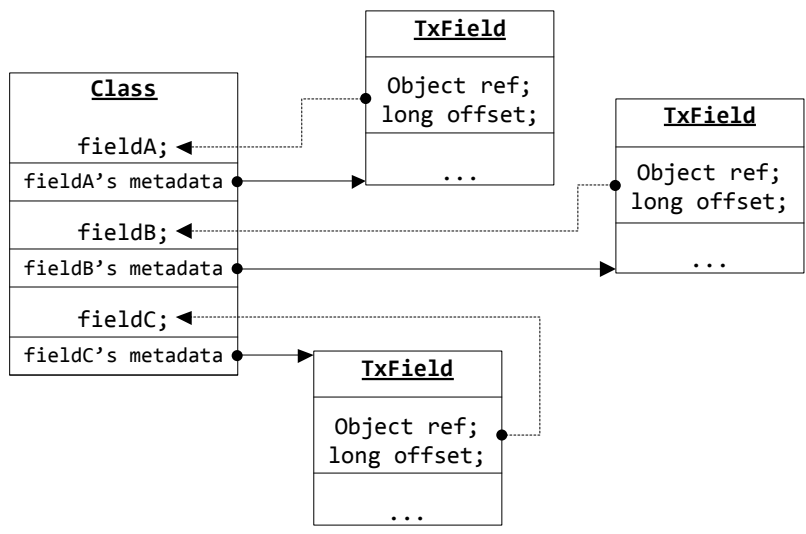 Class
fieldA;
fieldA’s metadata
fieldB;
fieldB’s metadata
fieldC;
fieldC’s metadata
TxField
Object ref;
long offset;
...
TxField
Object ref;
long offset;
...
TxField
Object ref;
long offset;
...